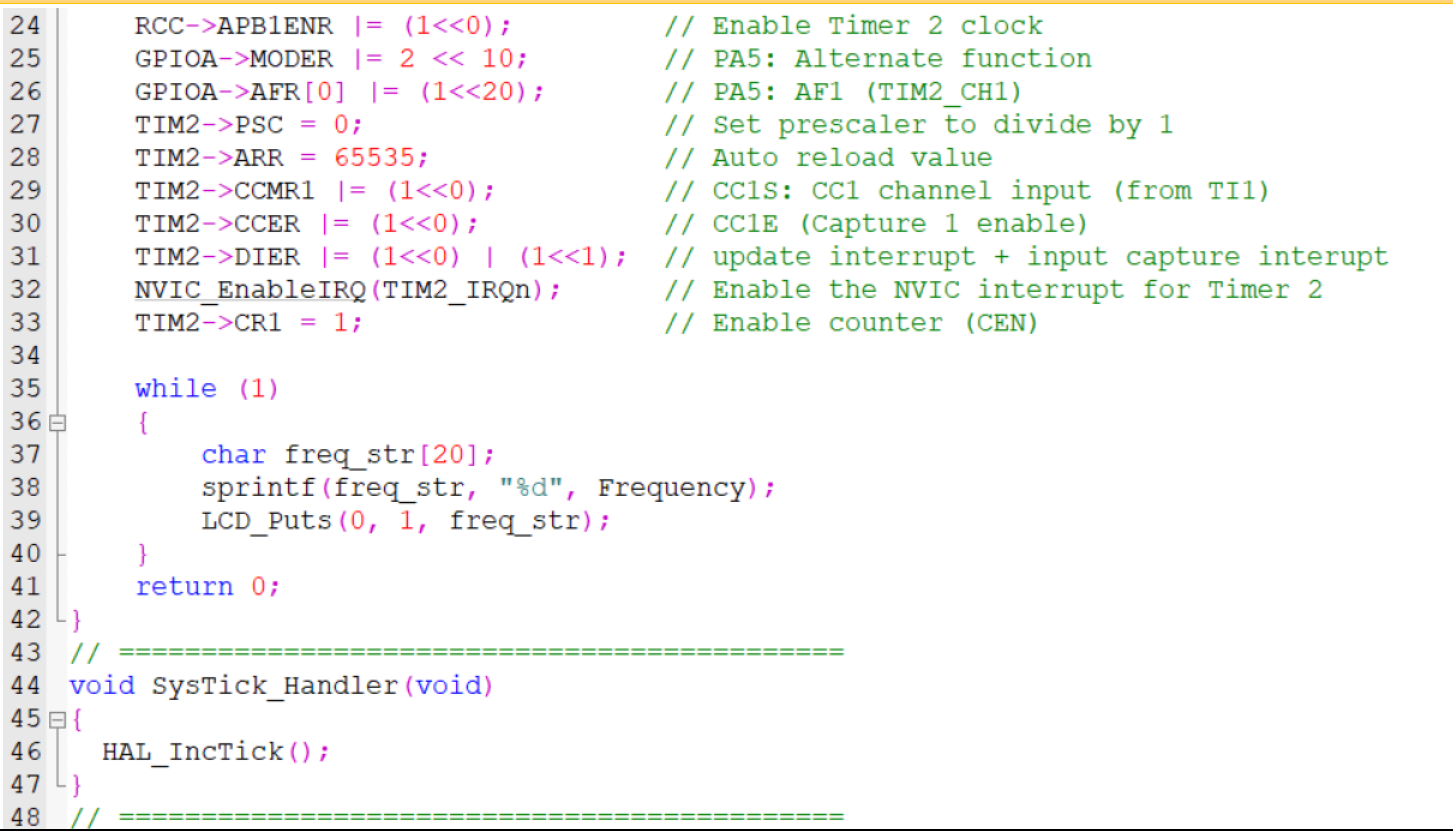 24 RCC->APB1ENR |= (1<<0); // Enable Timer 2 clock
25 GPIOA->MODER |= 2 << 10; // PA5: Alternate function
26 GPIOA->AFR[0] |= (1<<20); // PA5: AF1 (TIM2_CH1)
27 TIM2->PSC = 0; // Set prescaler to divide by 1
28 TIM2->ARR = 65535; // Auto reload value
29 TIM2->CCMR1 |= (1<<0); // CC1S: CC1 channel input (from TI1)
30 TIM2->CCER |= (1<<0); // CC1E (Capture 1 enable)
31 TIM2->DIER |= (1<<0) | (1<<1); // update interrupt + input capture interupt
32 NVIC_EnableIRQ(TIM2_IRQn); // Enable the NVIC interrupt for Timer 2
33 TIM2->CR1 = 1; // Enable counter (CEN)
34
35 while (1)
36 {
37 char freq_str[20];
38 sprintf(freq_str, "%d", Frequency);
39 LCD_Puts(0, 1, freq_str);
40 }
41 return 0;
42 }
43 // ============================================
44 void SysTick_Handler(void)
45 {
46 HAL_IncTick();
47 }
48 // ============================================